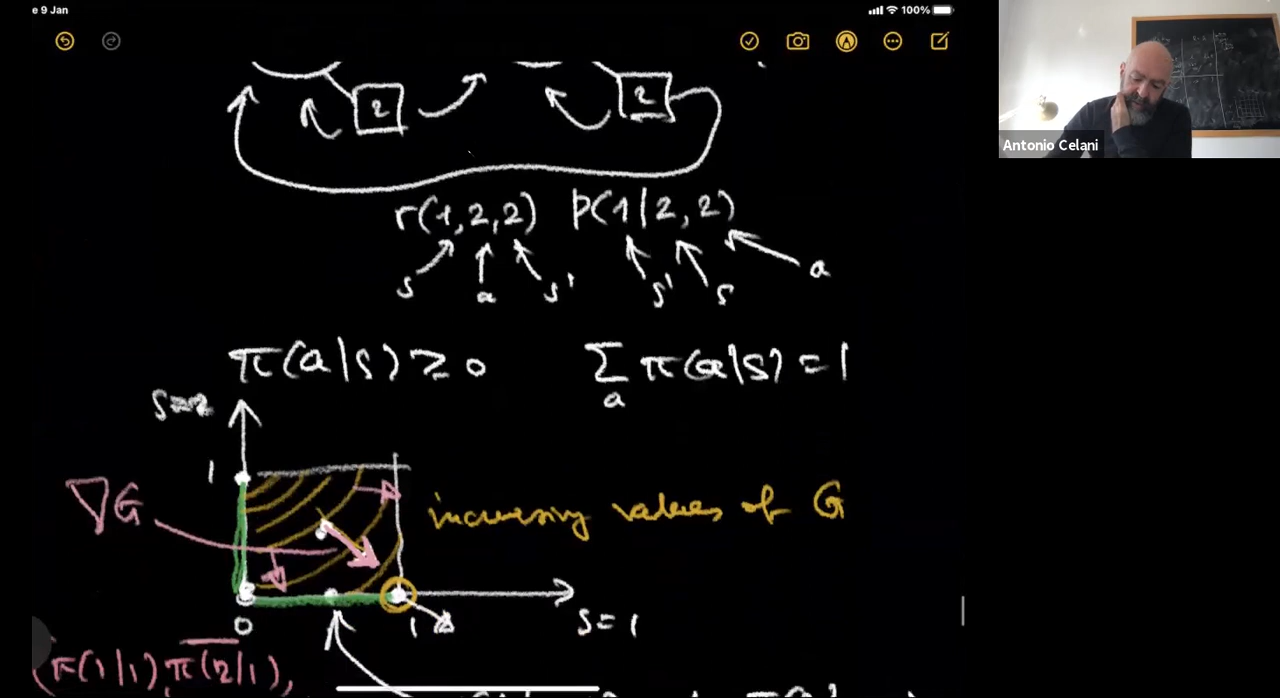 e 9 Jan
100%
Antonio Celani
2 2
r(1,2,2) p(1|2,2)
s a s' s' s a
π(a|s) ≥ 0 ∑ π(a|s) = 1
a
s=2
1
∇G increasing values of G
0 1 s=1
(π(1|1), π(2|1),